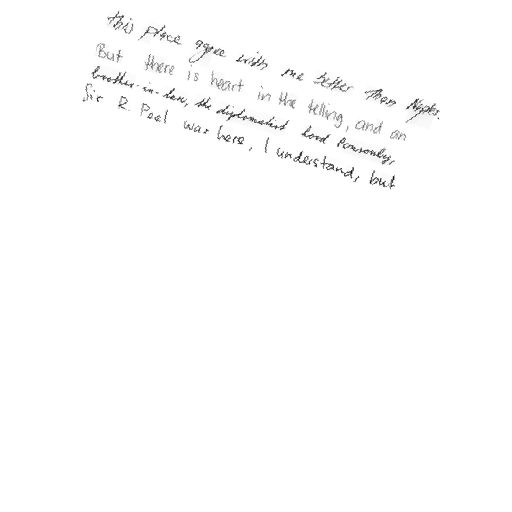 this place agree with me better than Naples.
But there is heart in the telling, and an
brother-in-law, the diplomatist Lord Ponsonby,
Sir R. Peel was here, I understand, but